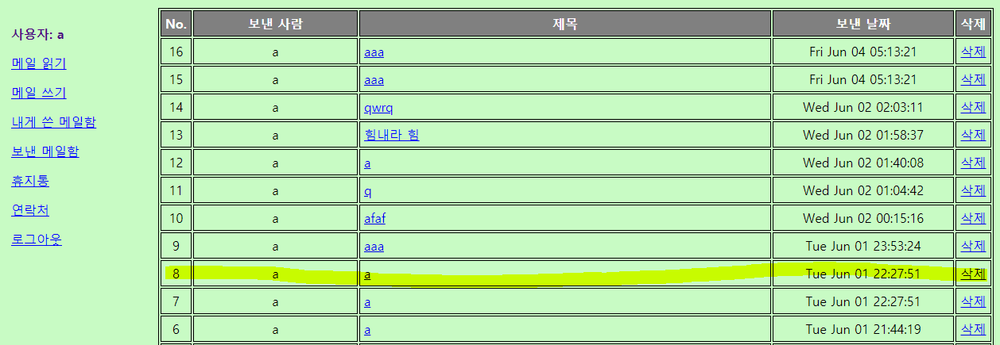 사용자: a
메일 읽기
메일 쓰기
내게 쓴 메일함
보낸 메일함
휴지통
연락처
로그아웃
No. 보낸 사람 제목 보낸 날짜 삭제
16 a aaa Fri Jun 04 05:13:21 삭제
15 a aaa Fri Jun 04 05:13:21 삭제
14 a qwrq Wed Jun 02 02:03:11 삭제
13 a 힘내라 힘 Wed Jun 02 01:58:37 삭제
12 a a Wed Jun 02 01:40:08 삭제
11 a q Wed Jun 02 01:04:42 삭제
10 a afaf Wed Jun 02 00:15:16 삭제
9 a aaa Tue Jun 01 23:53:24 삭제
8 a a Tue Jun 01 22:27:51 삭제
7 a a Tue Jun 01 22:27:51 삭제
6 a a Tue Jun 01 21:44:19 삭제